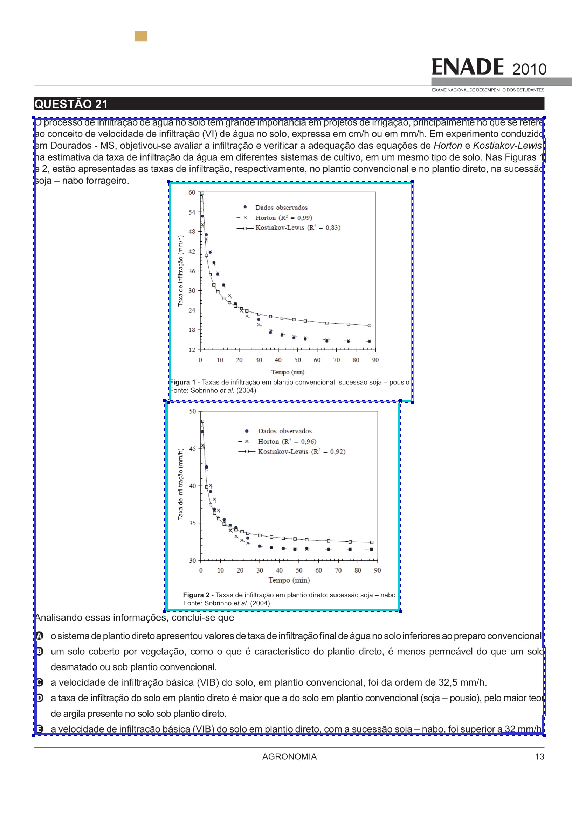 ENADE 2010
EXAME NACIONAL DE DESEMPENHO DOS ESTUDANTES
QUESTÃO 21
O processo de infiltração de água no solo tem grande importância em projetos de irrigação, principalmente no que se refere
ao conceito de velocidade de infiltração (VI) de água no solo, expressa em cm/h ou em mm/h. Em experimento conduzido
em Dourados - MS, objetivou-se avaliar a infiltração e verificar a adequação das equações de Horton e Kostiakov-Lewis
na estimativa da taxa de infiltração da água em diferentes sistemas de cultivo, em um mesmo tipo de solo. Nas Figuras 1
e 2, estão apresentadas as taxas de infiltração, respectivamente, no plantio convencional e no plantio direto, na sucessão
soja – nabo forrageiro.
60
54
48
42
36
30
24
18
12
Taxa de infiltração (mm/h)
Dados observados
Horton (R² = 0,99)
Kostiakov-Lewis (R² = 0,83)
0 10 20 30 40 50 60 70 80 90
Tempo (min)
Figura 1 - Taxas de infiltração em plantio convencional: sucessão soja – pousio
Fonte: Sobrinho et al. (2004)
50
45
40
35
30
Taxa de infiltração (mm/h)
Dados observados
Horton (R² = 0,96)
Kostiakov-Lewis (R² = 0,92)
0 10 20 30 40 50 60 70 80 90
Tempo (min)
Figura 2 - Taxas de infiltração em plantio direto: sucessão soja – nabo
Fonte: Sobrinho et al. (2004)
Analisando essas informações, conclui-se que
A o sistema de plantio direto apresentou valores de taxa de infiltração final de água no solo inferiores ao preparo convencional.
B um solo coberto por vegetação, como o que é característico do plantio direto, é menos permeável do que um solo
desmatado ou sob plantio convencional.
C a velocidade de infiltração básica (VIB) do solo, em plantio convencional, foi da ordem de 32,5 mm/h.
D a taxa de infiltração do solo em plantio direto é maior que a do solo em plantio convencional (soja – pousio), pelo maior teor
de argila presente no solo sob plantio direto.
E a velocidade de infiltração básica (VIB) do solo em plantio direto, com a sucessão soja – nabo, foi superior a 32 mm/h.
AGRONOMIA
13